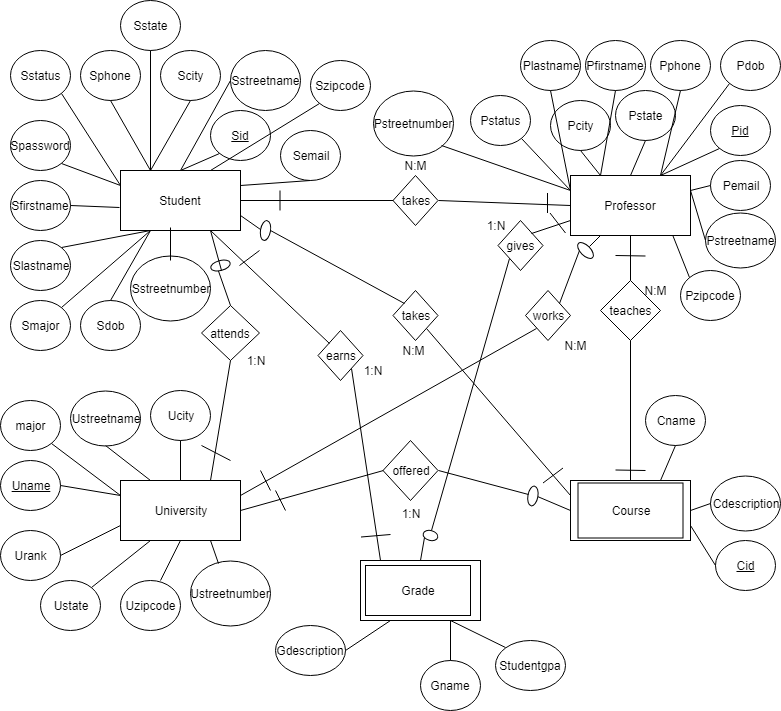 Sstate
Sstatus
Sphone
Scity
Sstreetname
Szipcode
Plastname
Pfirstname
Pphone
Pdob
Spassword
Sid
Semail
Pstreetnumber
Pstatus
Pcity
Pstate
Pid
N:M
Student
takes
Professor
Pemail
Sfirstname
1:N
gives
Pstreetname
Slastname
Sstreetnumber
N:M
Pzipcode
Smajor
Sdob
attends
takes
works
teaches
1:N
earns
1:N
N:M
N:M
major
Ustreetname
Ucity
Cname
Uname
offered
University
1:N
Course
Cdescription
Urank
Cid
Ustate
Uzipcode
Ustreetnumber
Grade
Gdescription
Gname
Studentgpa